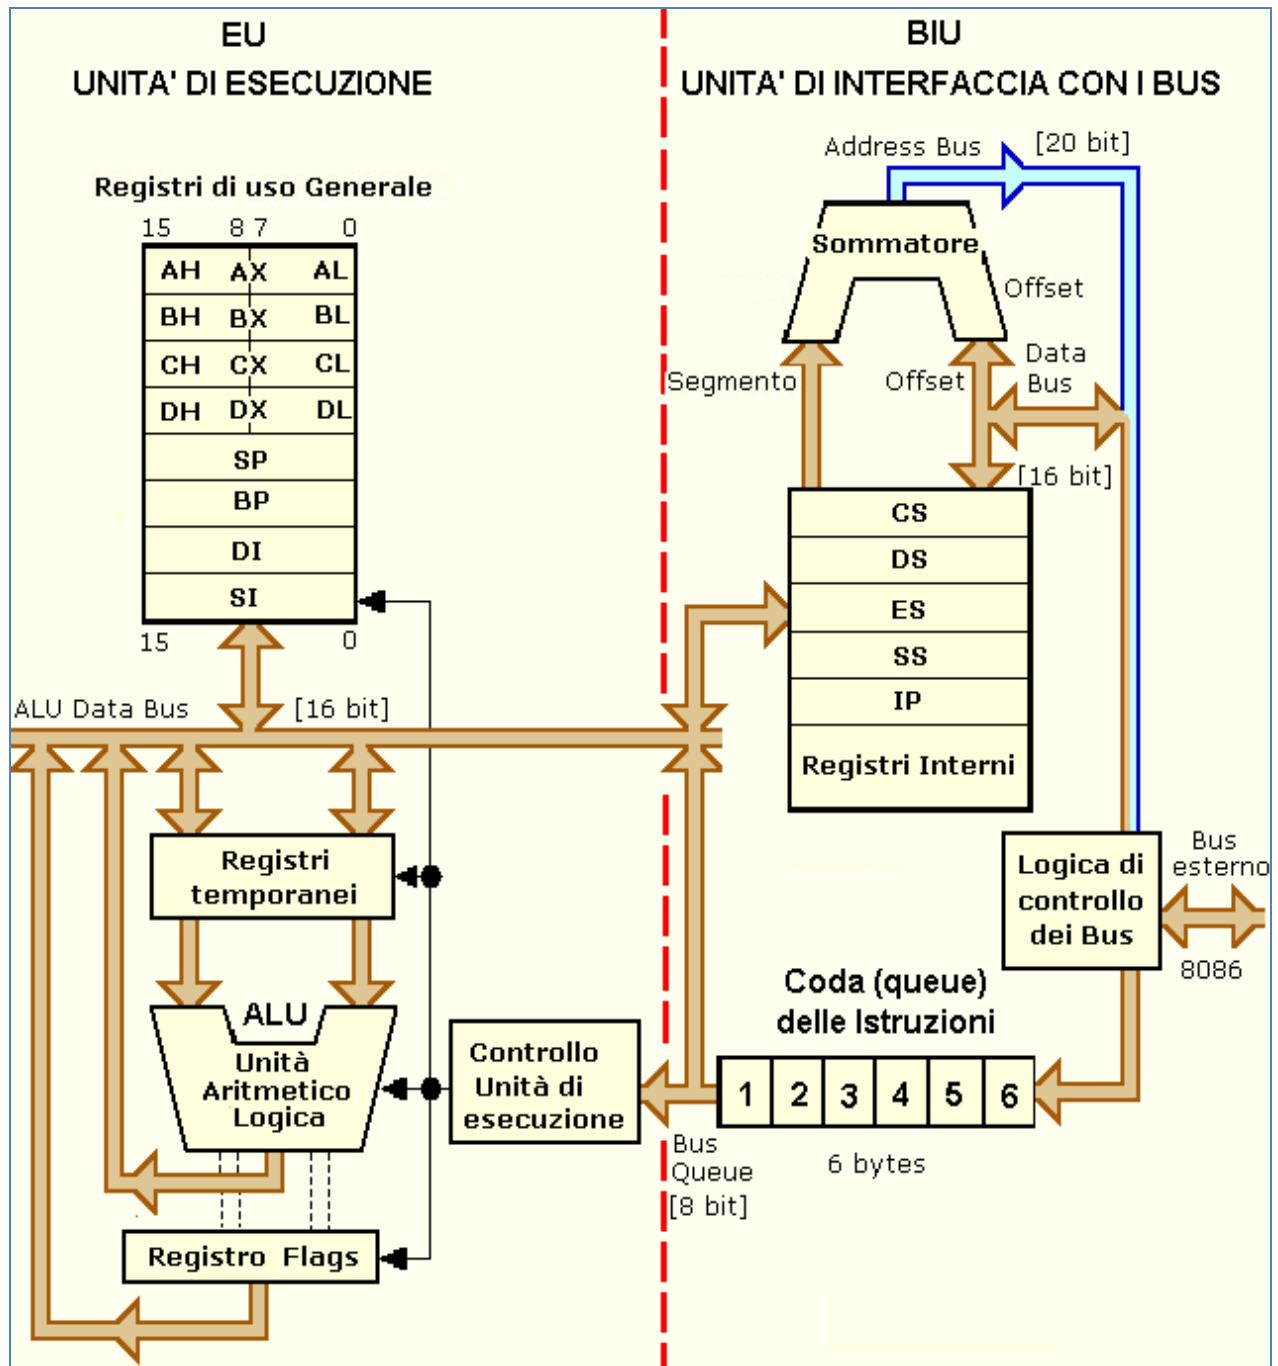 EU
UNITA' DI ESECUZIONE
Registri di uso Generale
15 8 7 0
AH AX AL
BH BX BL
CH CX CL
DH DX DL
SP
BP
DI
SI
15 0
ALU Data Bus [16 bit]
Registri
temporanei
ALU
Unità
Aritmetico
Logica
Registro Flags
Controllo
Unità di
esecuzione
BIU
UNITA' DI INTERFACCIA CON I BUS
Address Bus [20 bit]
Sommatore
Offset
Segmento Offset
Data
Bus
[16 bit]
CS
DS
ES
SS
IP
Registri Interni
Logica di
controllo
dei Bus
Bus
esterno
8086
Coda (queue)
delle Istruzioni
1 2 3 4 5 6
6 bytes
Bus
Queue
[8 bit]